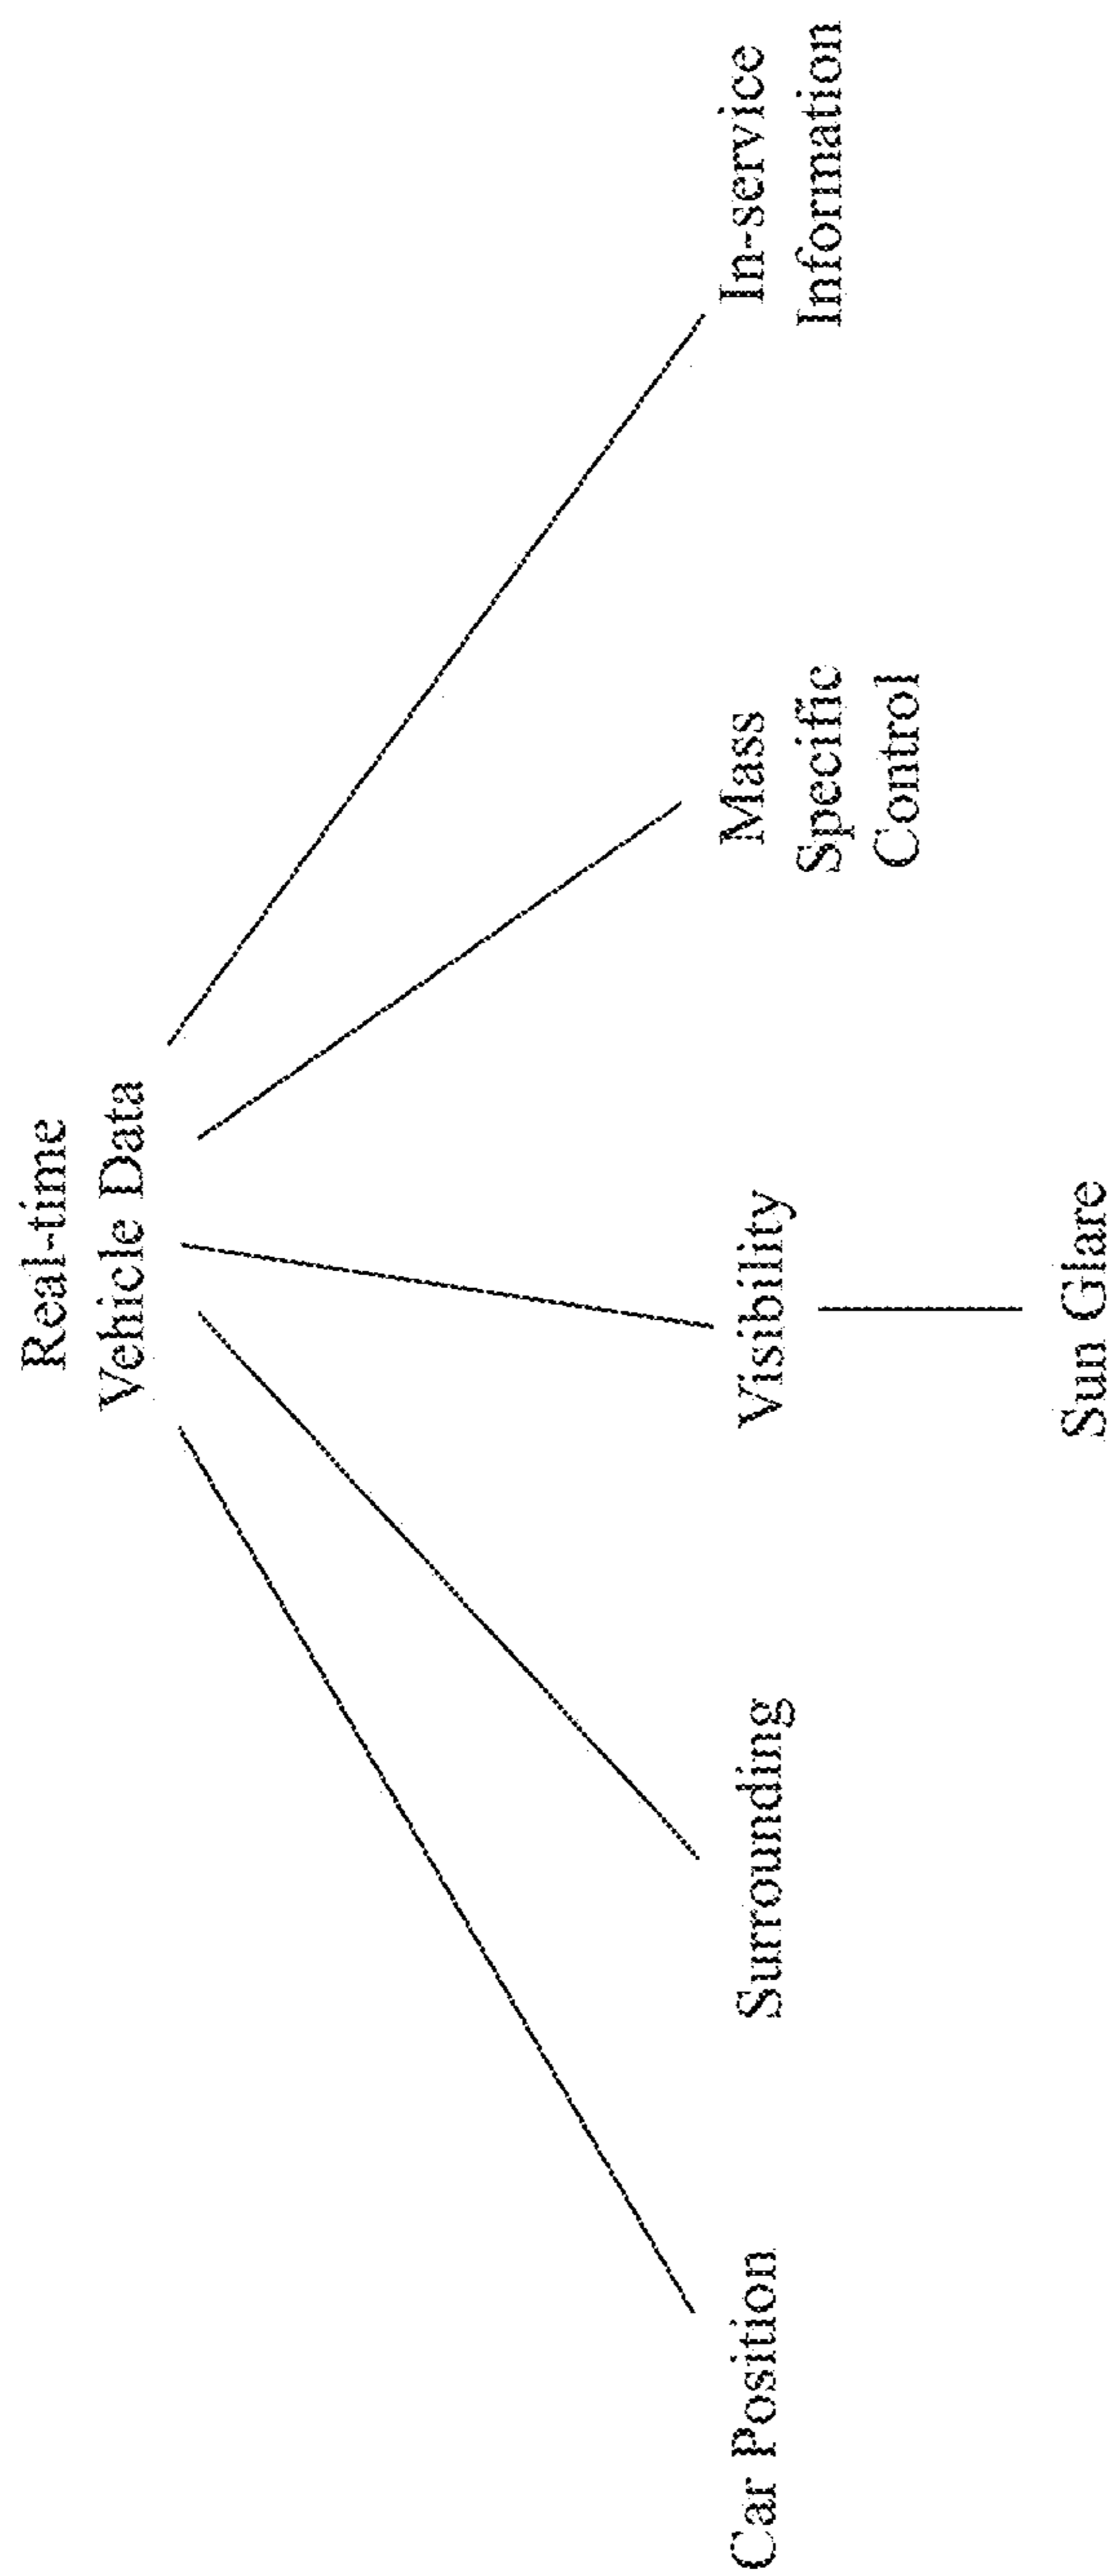 Real-time
Vehicle Data
Car Position
Surrounding
Visibility
Mass
Specific
Control
In-service
Information
Sun Glare